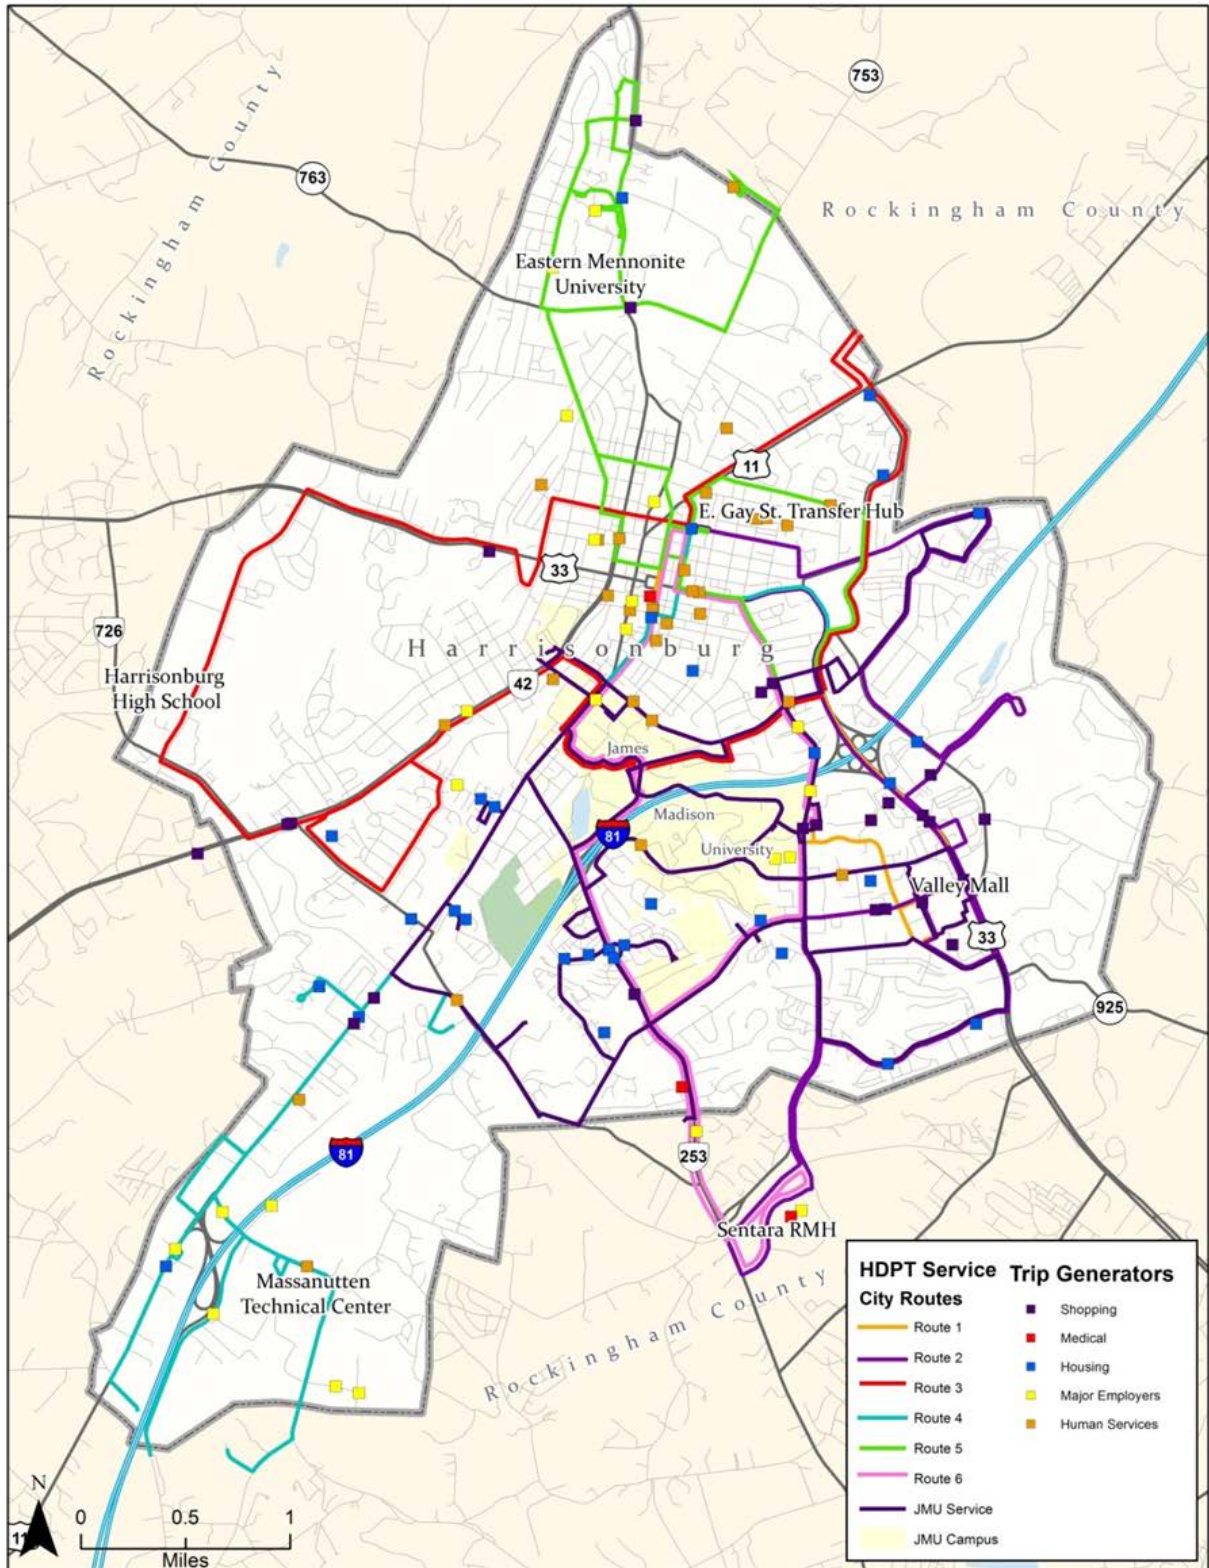 753
Rockingham County
763
Rockingham County
Eastern Mennonite
University
11
E. Gay St. Transfer Hub
33
726
Harrisonburg
Harrisonburg
High School
42
James
Madison
University
81
Valley Mall
33
925
81
253
Sentara RMH
Massanutten
Technical Center
Rockingham County
HDPT Service
City Routes
Route 1
Route 2
Route 3
Route 4
Route 5
Route 6
JMU Service
JMU Campus
Trip Generators
Shopping
Medical
Housing
Major Employers
Human Services
N
11
0 0.5 1
Miles